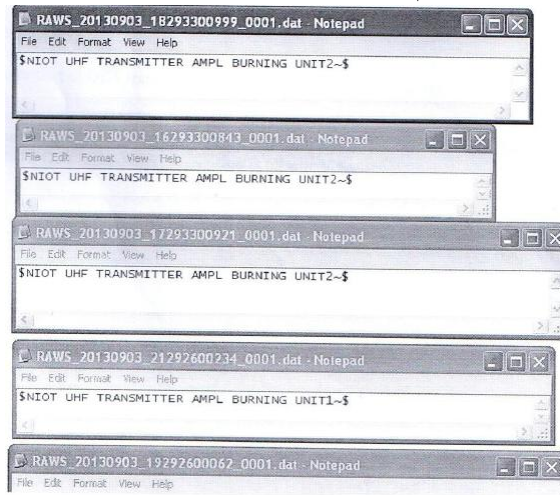 RAWS_20130903_18293300999_0001.dat - Notepad
File Edit Format View Help
$NIOT UHF TRANSMITTER AMPL BURNING UNIT2~$
RAWS_20130903_16293300843_0001.dat - Notepad
File Edit Format View Help
$NIOT UHF TRANSMITTER AMPL BURNING UNIT2~$
RAWS_20130903_17293300921_0001.dat - Notepad
File Edit Format View Help
$NIOT UHF TRANSMITTER AMPL BURNING UNIT2~$
RAWS_20130903_21292600234_0001.dat - Notepad
File Edit Format View Help
$NIOT UHF TRANSMITTER AMPL BURNING UNIT1~$
RAWS_20130903_19292600062_0001.dat - Notepad
File Edit Format View Help